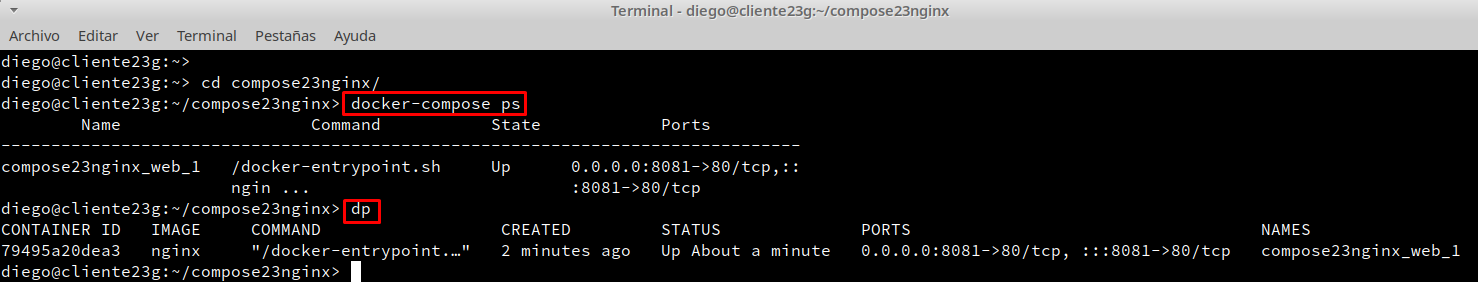 Terminal - diego@cliente23g:~/compose23nginx
Archivo Editar Ver Terminal Pestañas Ayuda
diego@cliente23g:~>
diego@cliente23g:~> cd compose23nginx/
diego@cliente23g:~/compose23nginx> docker-compose ps
Name Command State Ports
--------------------------------------------------------------------------------
compose23nginx_web_1 /docker-entrypoint.sh Up 0.0.0.0:8081->80/tcp,::
ngin ... :8081->80/tcp
diego@cliente23g:~/compose23nginx> dp
CONTAINER ID IMAGE COMMAND CREATED STATUS PORTS NAMES
79495a20dea3 nginx "/docker-entrypoint.…" 2 minutes ago Up About a minute 0.0.0.0:8081->80/tcp, :::8081->80/tcp compose23nginx_web_1
diego@cliente23g:~/compose23nginx>